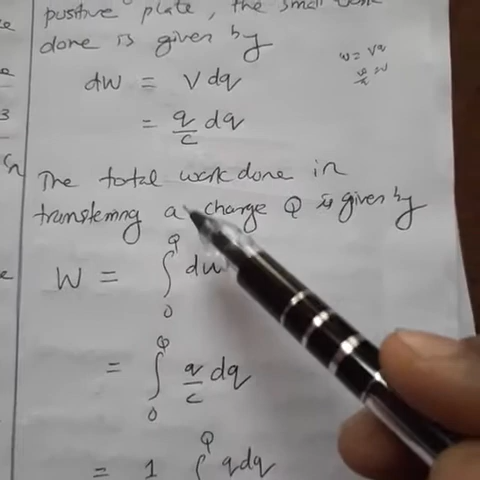 positive plate, the small work
done is given by
w = Vq
dW = V dq
= q/c dq
The total work done in
transferring a charge Q is given by
W = ∫₀^Q dw
= ∫₀^Q q/c dq
= 1 ∫^Q q dq